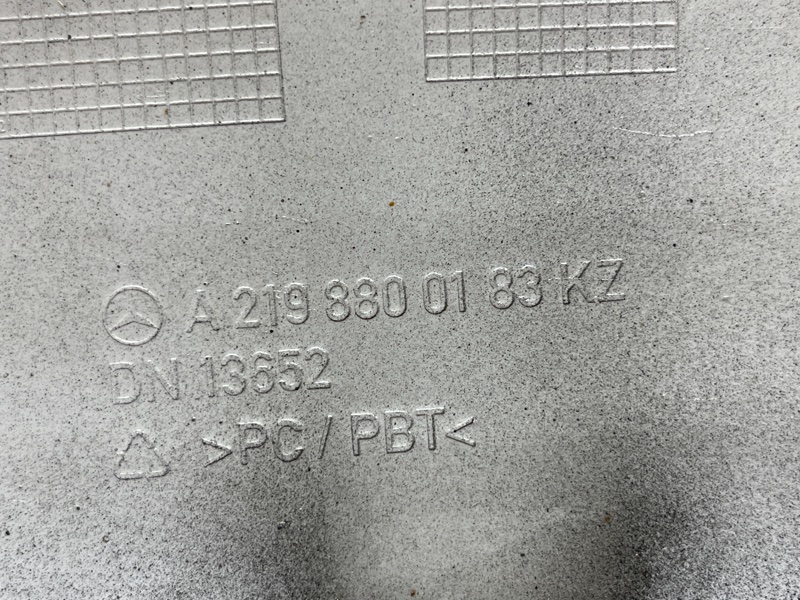 A 219 880 01 83 KZ
DN 13652
>PC / PBT<